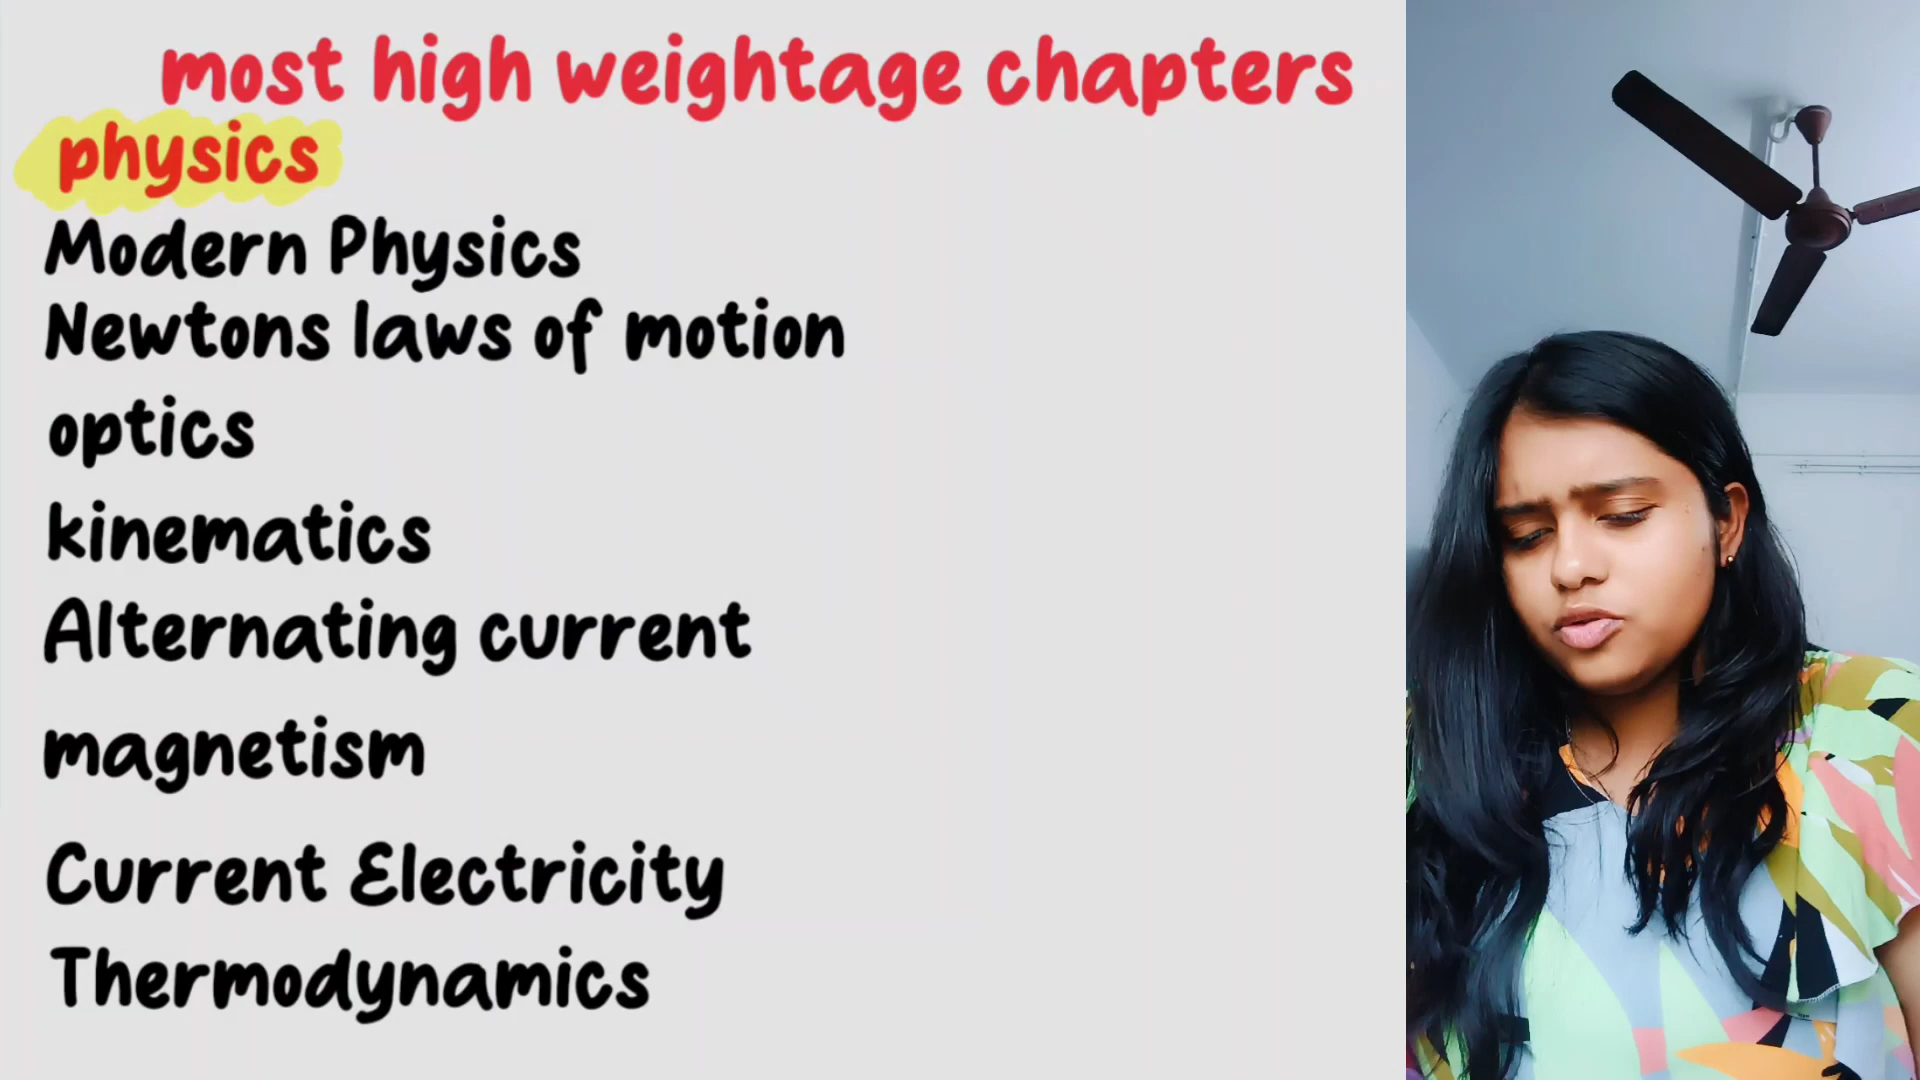 most high weightage chapters
physics
Modern Physics
Newtons laws of motion
optics
kinematics
Alternating current
magnetism
Current Electricity
Thermodynamics